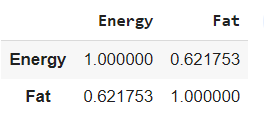 Energy Fat
Energy 1.000000 0.621753
Fat 0.621753 1.000000